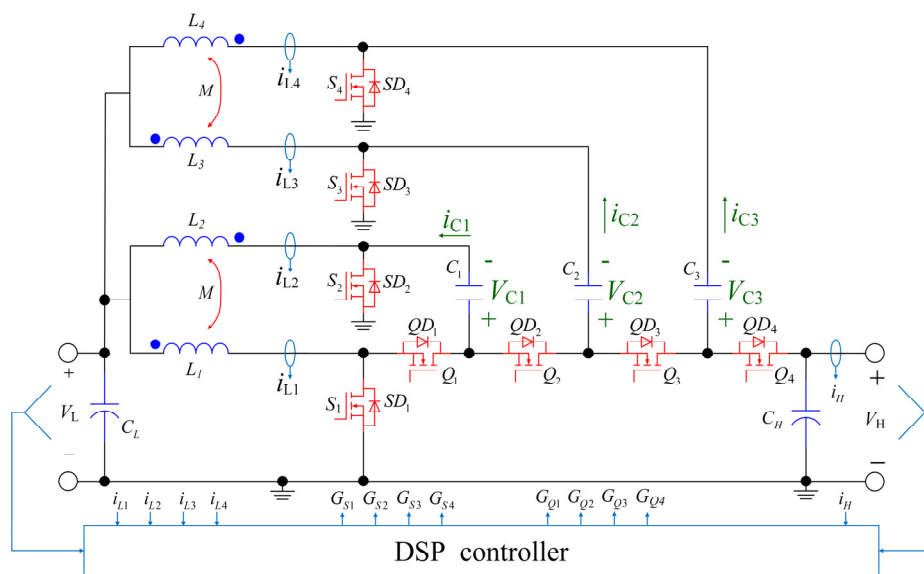 L4
M
iL4
S4
SD4
L3
iL3
S3
SD3
iC1
iC2
iC3
L2
M
iL2
S2
SD2
C1
-
VC1
+
C2
-
VC2
+
C3
-
VC3
+
L1
iL1
QD1
Q1
QD2
Q2
QD3
Q3
QD4
Q4
iH
+
VL
−
CL
S1
SD1
CH
+
VH
−
iL1 iL2 iL3 iL4 GS1 GS2 GS3 GS4 GQ1 GQ2 GQ3 GQ4 iH
DSP controller